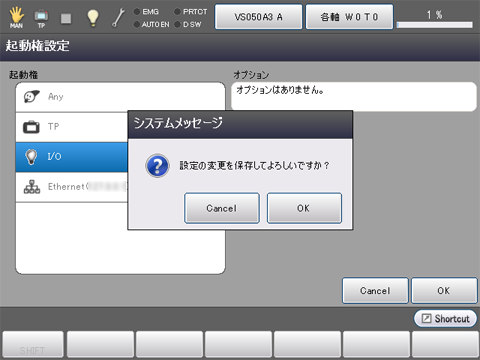 MAN
TP
EMG
PRTCT
AUTO EN
D SW
VS050A3 A
各軸 W 0 T 0
1 %
起動権設定
起動権
オプション
Any
オプションはありません。
TP
I/O
Ethernet(
システムメッセージ
設定の変更を保存してよろしいですか？
Cancel
OK
Cancel
OK
Shortcut
SHIFT